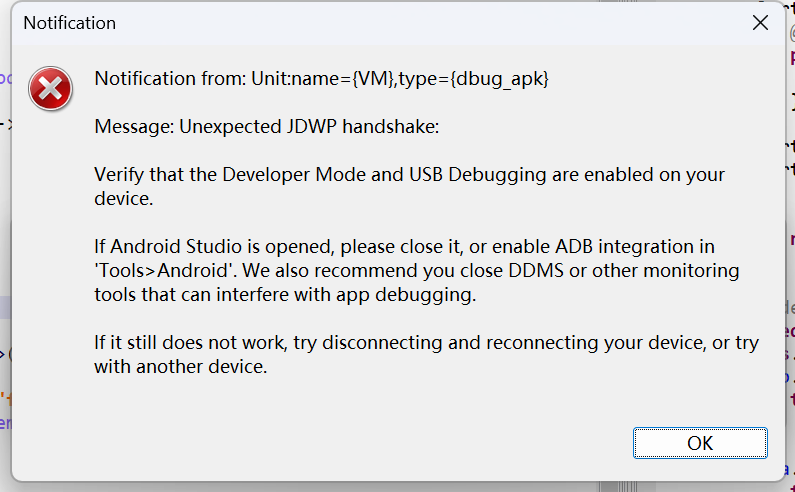 Notification
Notification from: Unit:name={VM},type={dbug_apk}
Message: Unexpected JDWP handshake:
Verify that the Developer Mode and USB Debugging are enabled on your
device.
If Android Studio is opened, please close it, or enable ADB integration in
'Tools>Android'. We also recommend you close DDMS or other monitoring
tools that can interfere with app debugging.
If it still does not work, try disconnecting and reconnecting your device, or try
with another device.
OK